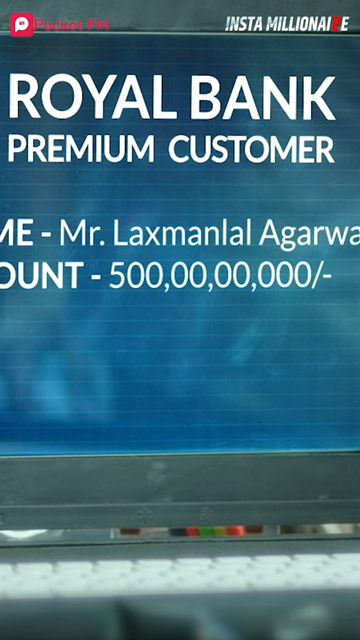 Pocket FM
INSTA MILLIONAIRE
ROYAL BANK
PREMIUM CUSTOMER
ME - Mr. Laxmanlal Agarwa
OUNT - 500,00,00,000/-